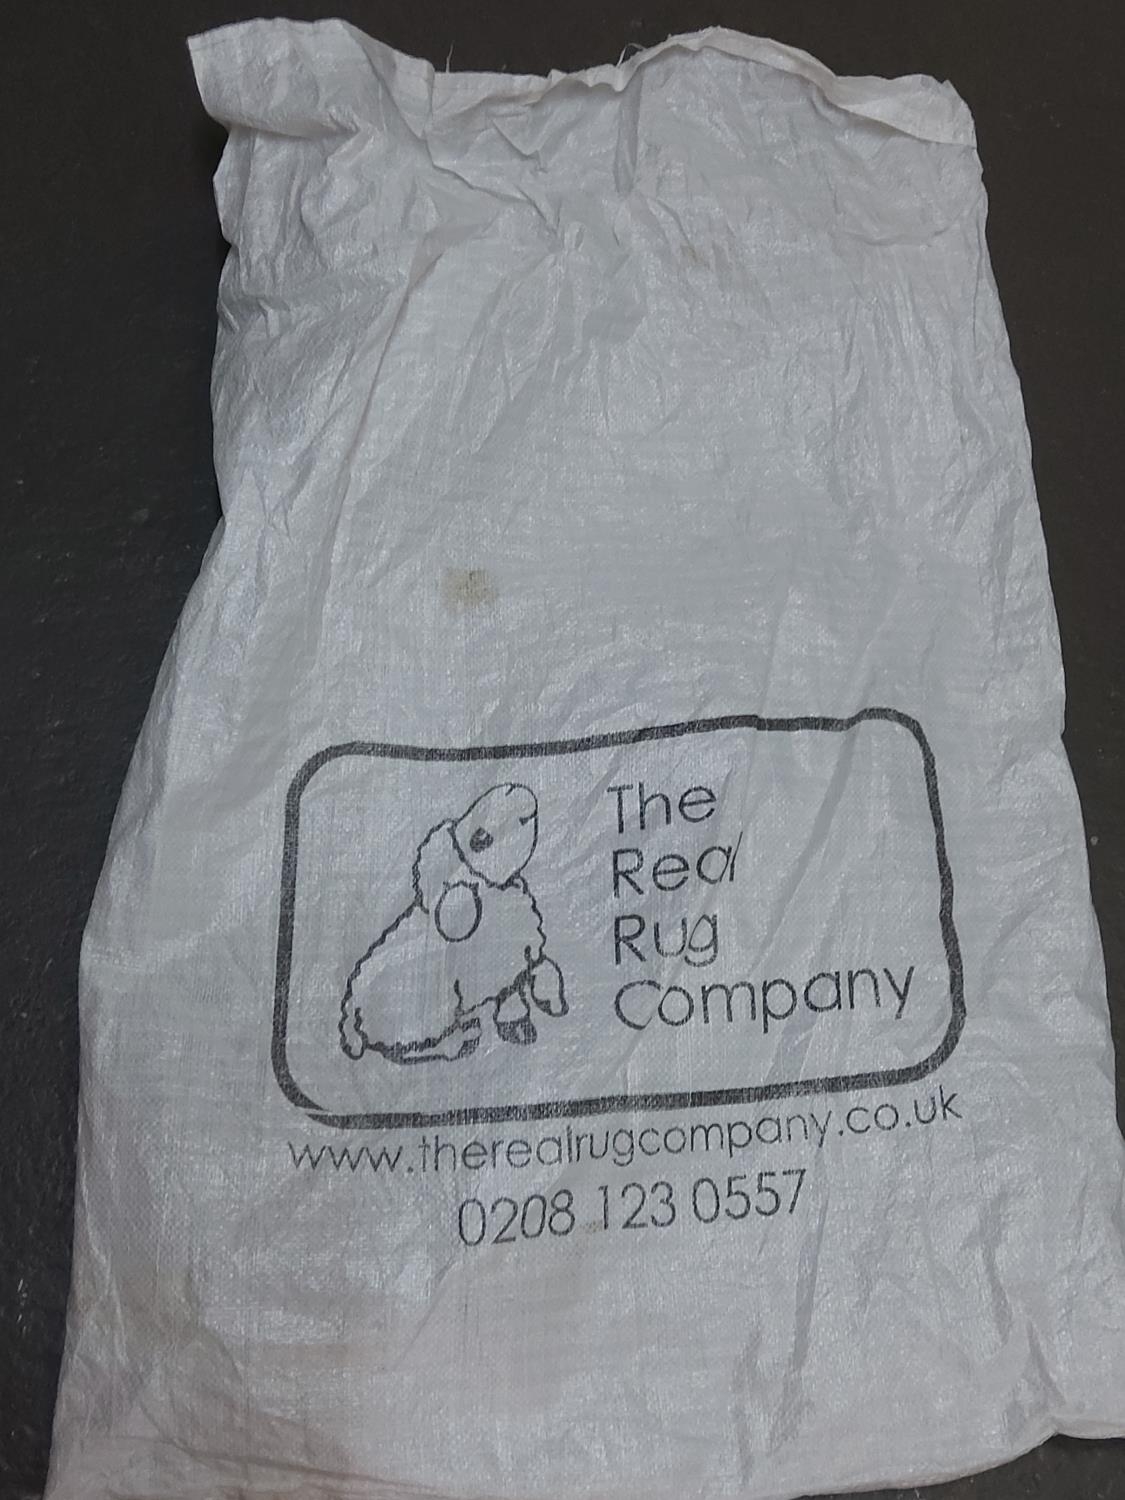 The
Real
Rug
Company
www.therealrugcompany.co.uk
0208 123 0557